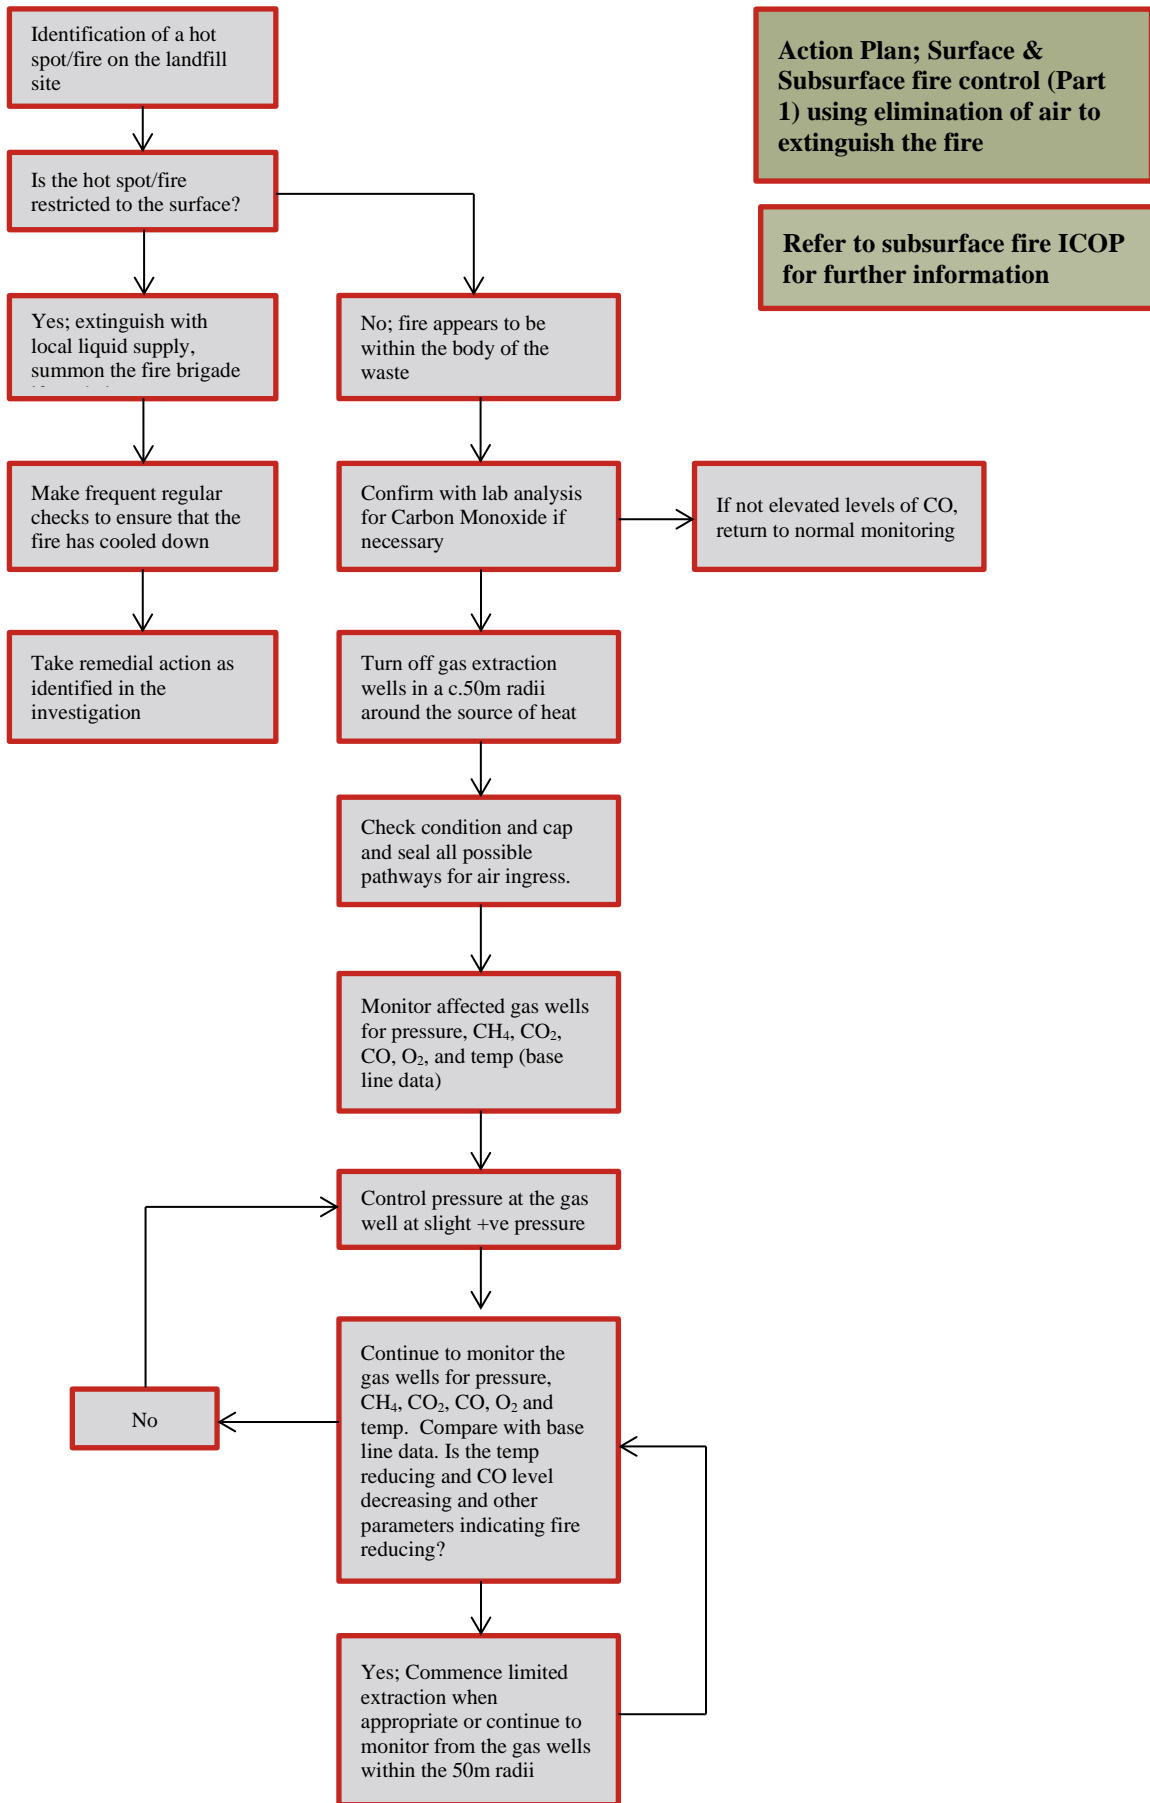 Identification of a hot
spot/fire on the landfill
site
Action Plan; Surface &
Subsurface fire control (Part
1) using elimination of air to
extinguish the fire
Is the hot spot/fire
restricted to the surface?
Refer to subsurface fire ICOP
for further information
Yes; extinguish with
local liquid supply,
summon the fire brigade
No; fire appears to be
within the body of the
waste
Make frequent regular
checks to ensure that the
fire has cooled down
Confirm with lab analysis
for Carbon Monoxide if
necessary
If not elevated levels of CO,
return to normal monitoring
Take remedial action as
identified in the
investigation
Turn off gas extraction
wells in a c.50m radii
around the source of heat
Check condition and cap
and seal all possible
pathways for air ingress.
Monitor affected gas wells
for pressure, CH₄, CO₂,
CO, O₂, and temp (base
line data)
Control pressure at the gas
well at slight +ve pressure
Continue to monitor the
gas wells for pressure,
CH₄, CO₂, CO, O₂ and
temp. Compare with base
line data. Is the temp
reducing and CO level
decreasing and other
parameters indicating fire
reducing?
No
Yes; Commence limited
extraction when
appropriate or continue to
monitor from the gas wells
within the 50m radii